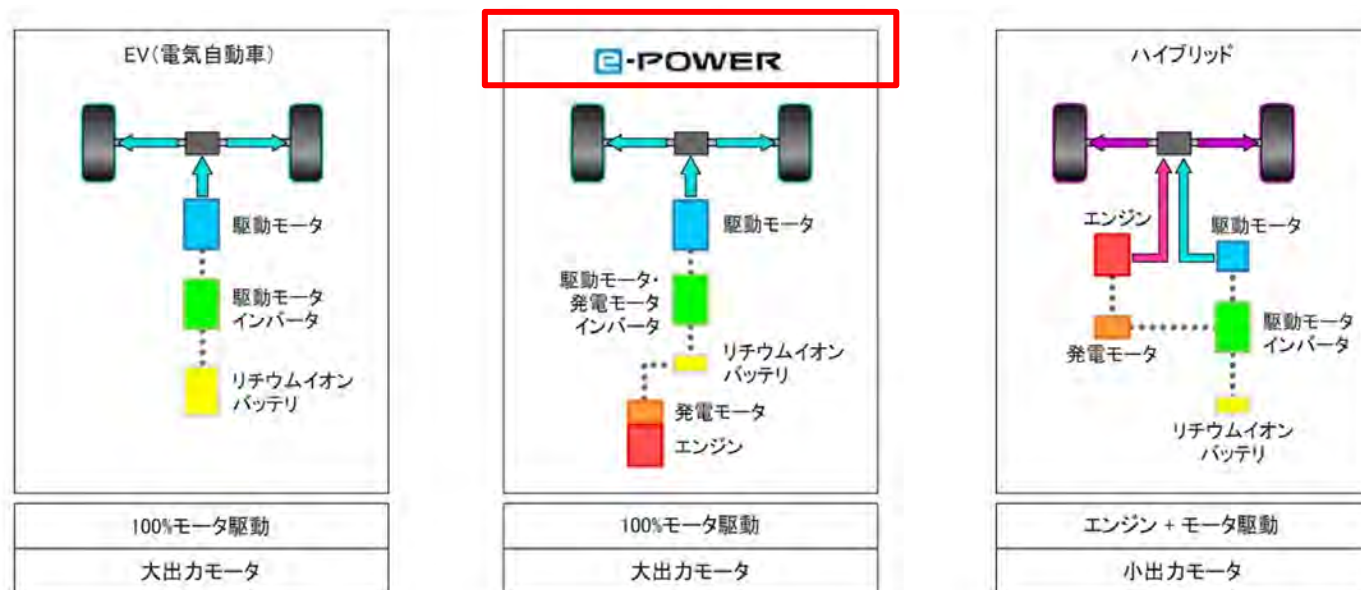 EV(電気自動車)
駆動モータ
駆動モータ
インバータ
リチウムイオン
バッテリ
100%モータ駆動
大出力モータ
e-POWER
駆動モータ
駆動モータ・
発電モータ
インバータ
リチウムイオン
バッテリ
発電モータ
エンジン
100%モータ駆動
大出力モータ
ハイブリッド
エンジン
駆動モータ
発電モータ
駆動モータ
インバータ
リチウムイオン
バッテリ
エンジン + モータ駆動
小出力モータ